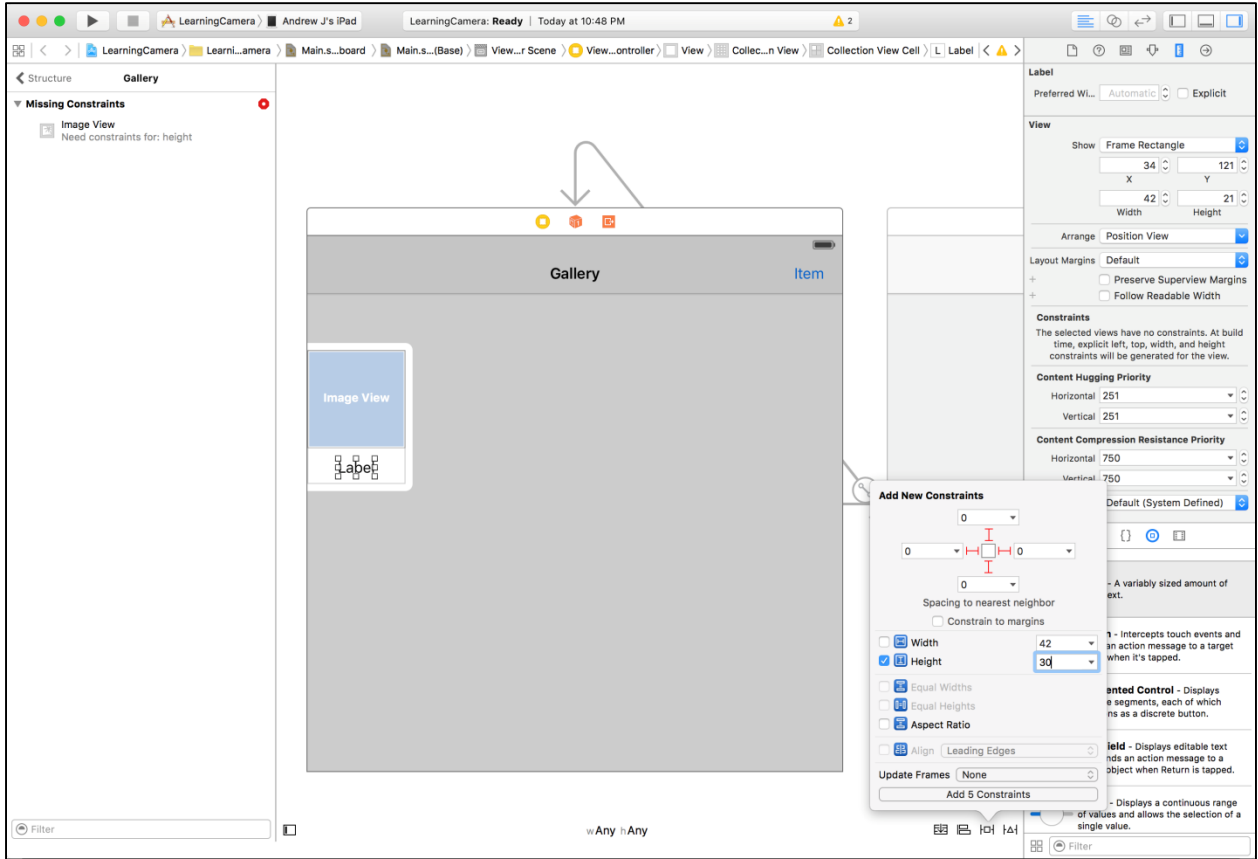 LearningCamera 〉 Andrew J's iPad
LearningCamera: Ready | Today at 10:48 PM
2
LearningCamera 〉 Learni...amera 〉 Main.s...board 〉 Main.s...(Base) 〉 View...r Scene 〉 View...ontroller 〉 View 〉 Collec...n View 〉 Collection View Cell 〉 L Label
Structure
Gallery
Missing Constraints
Image View
Need constraints for: height
Gallery
Item
Image View
Label
Filter
wAny hAny
Label
Preferred Wi... Automatic Explicit
View
Show Frame Rectangle
34 121
X Y
42 21
Width Height
Arrange Position View
Layout Margins Default
+ Preserve Superview Margins
+ Follow Readable Width
Constraints
The selected views have no constraints. At build
time, explicit left, top, width, and height
constraints will be generated for the view.
Content Hugging Priority
Horizontal 251
Vertical 251
Content Compression Resistance Priority
Horizontal 750
Vertical 750
Default (System Defined)
{}
- A variably sized amount of
ext.
n - Intercepts touch events and
an action message to a target
when it's tapped.
ented Control - Displays
e segments, each of which
ns as a discrete button.
ield - Displays editable text
nds an action message to a
object when Return is tapped.
- Displays a continuous range
of values and allows the selection of a
single value.
Filter
Add New Constraints
0
0 0
0
Spacing to nearest neighbor
Constrain to margins
Width 42
Height 30
Equal Widths
Equal Heights
Aspect Ratio
Align Leading Edges
Update Frames None
Add 5 Constraints